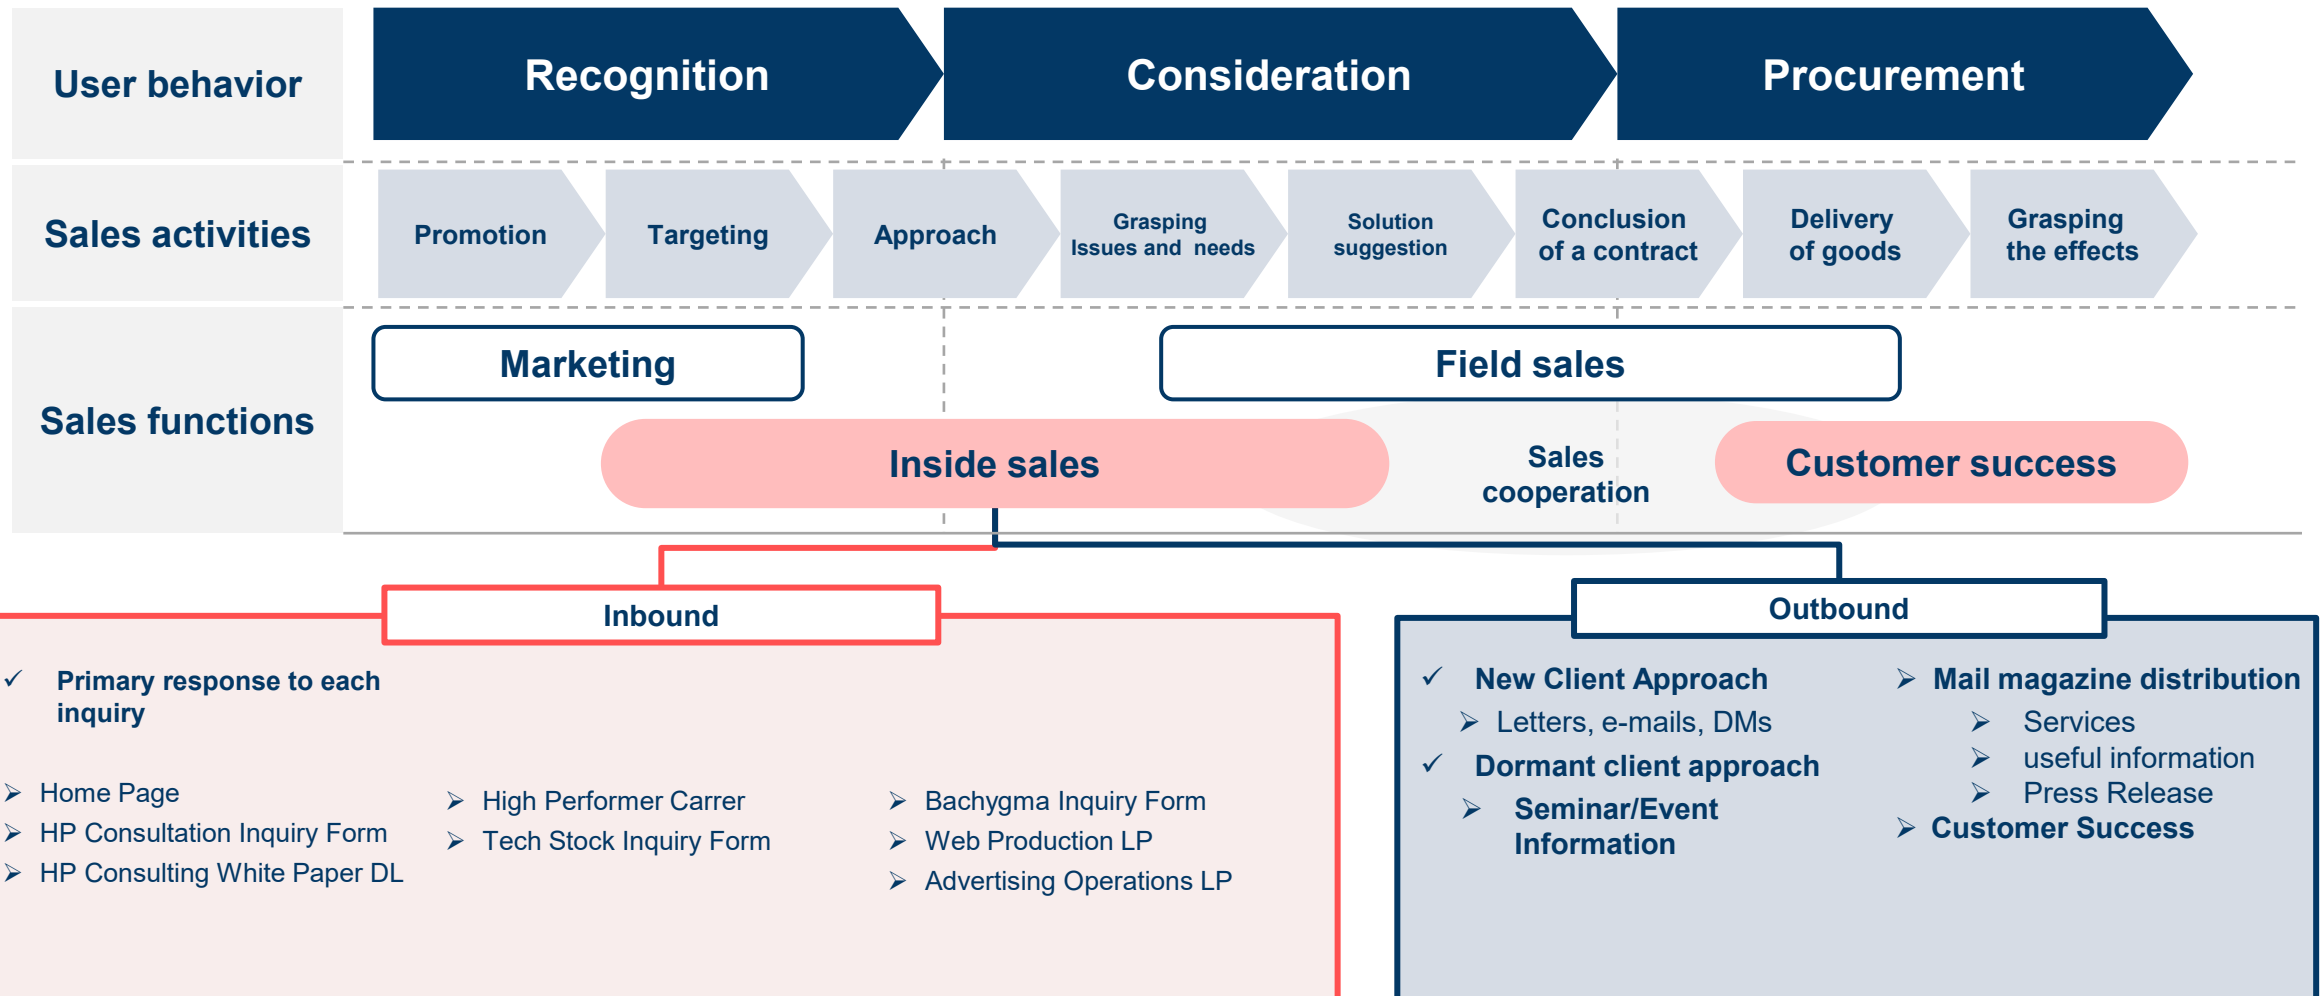 User behavior
Recognition
Consideration
Procurement
Sales activities
Promotion
Targeting
Approach
Grasping
Issues and needs
Solution
suggestion
Conclusion
of a contract
Delivery
of goods
Grasping
the effects
Sales functions
Marketing
Field sales
Inside sales
Sales
cooperation
Customer success
Inbound
✓ Primary response to each
inquiry
➢ Home Page
➢ HP Consultation Inquiry Form
➢ HP Consulting White Paper DL
➢ High Performer Carrer
➢ Tech Stock Inquiry Form
➢ Bachygma Inquiry Form
➢ Web Production LP
➢ Advertising Operations LP
Outbound
✓ New Client Approach
➢ Letters, e-mails, DMs
✓ Dormant client approach
➢ Seminar/Event
Information
➢ Mail magazine distribution
➢ Services
➢ useful information
➢ Press Release
➢ Customer Success